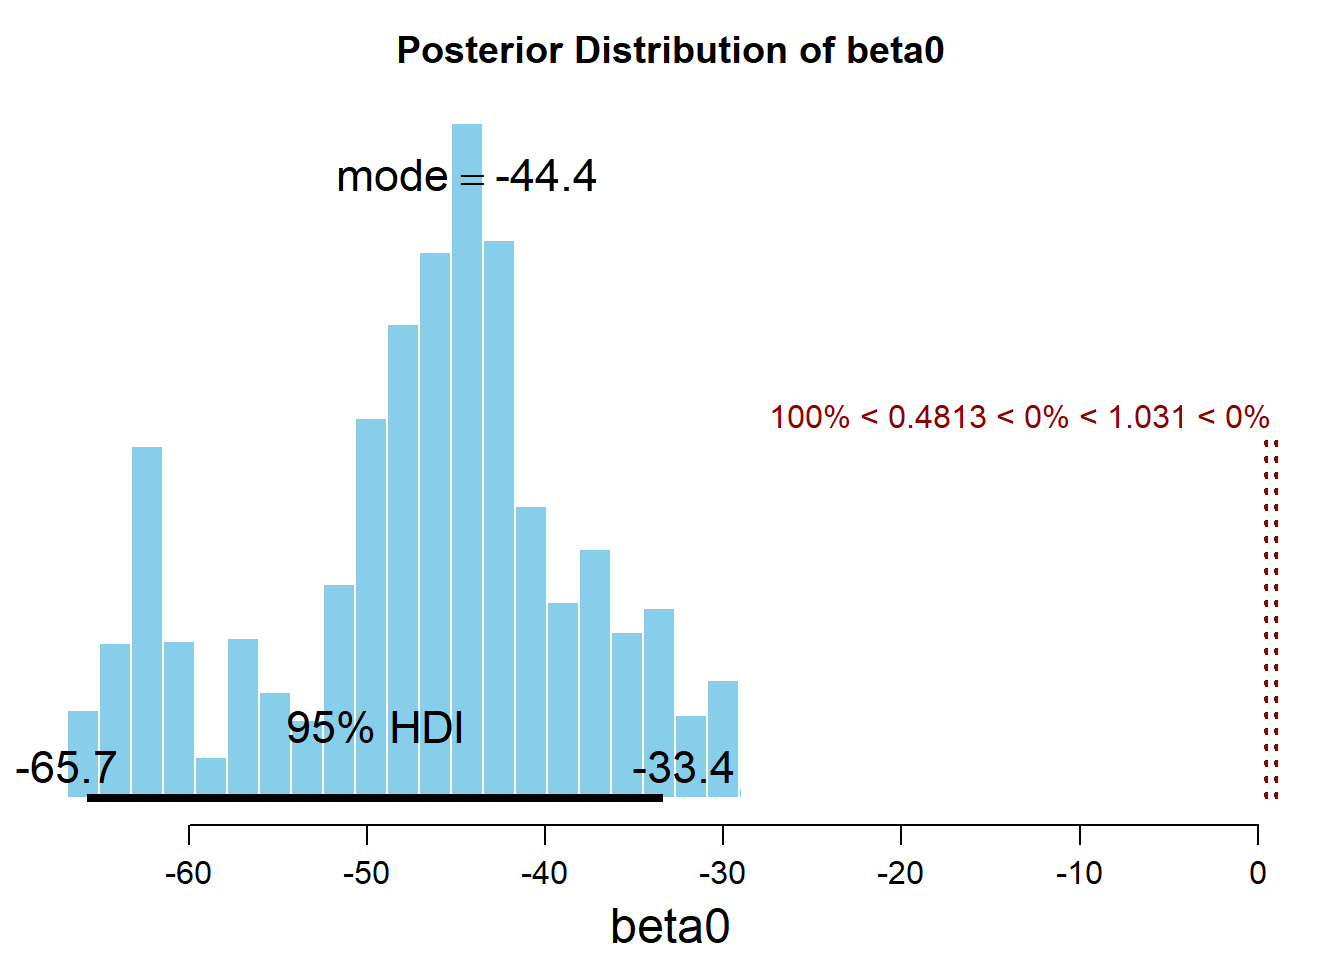 Posterior Distribution of beta0
mode = -44.4
100% < 0.4813 < 0% < 1.031 < 0%
95% HDI
-65.7 -33.4
-60 -50 -40 -30 -20 -10 0
beta0